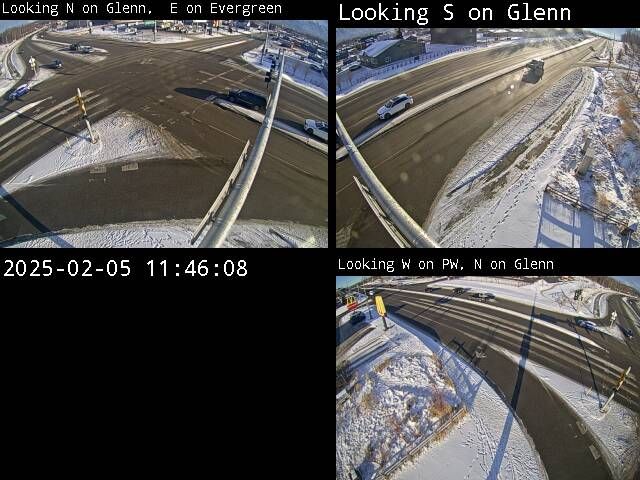 Looking N on Glenn,  E on Evergreen
Looking S on Glenn
2025-02-05 11:46:08
Looking W on PW, N on Glenn